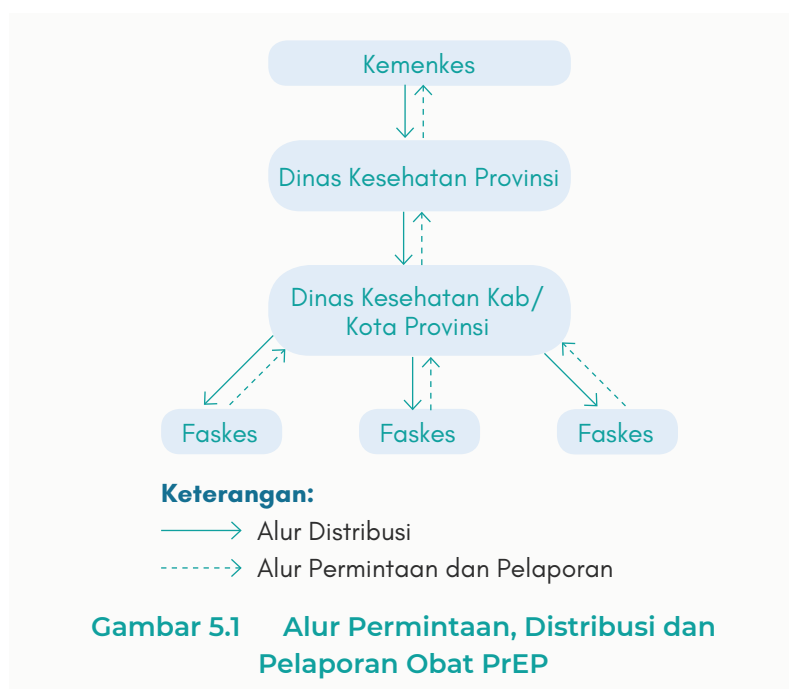 Kemenkes
Dinas Kesehatan Provinsi
Dinas Kesehatan Kab/
Kota Provinsi
Faskes
Faskes
Faskes
Keterangan:
Alur Distribusi
Alur Permintaan dan Pelaporan
Gambar 5.1 Alur Permintaan, Distribusi dan
Pelaporan Obat PrEP